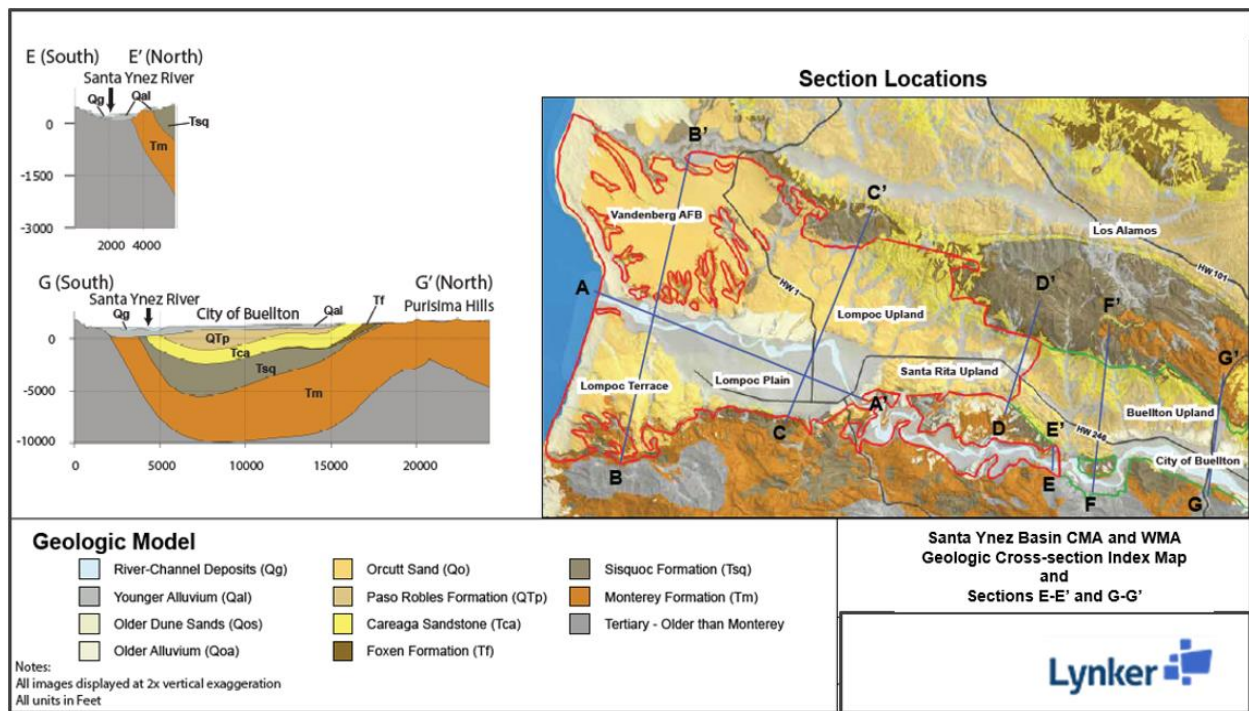 E (South) E' (North)
Santa Ynez River
Qg Qal
0
Tsq
Tm
-1500
-3000
2000 4000
G (South) G' (North)
Santa Ynez River City of Buellton Tf Purisima Hills
Qg Qal
0
QTp
Tca
Tsq
Tm
-5000
-10000
0 5000 10000 15000 20000
Section Locations
B'
C'
Vandenberg AFB
Los Alamos
HW 101
A
HW 1
D'
F'
Lompoc Upland
G'
Lompoc Terrace
Lompoc Plain
Santa Rita Upland
A'
Buellton Upland
C
D
E'
HW 246
City of Buellton
B
E
F
G
Geologic Model
River-Channel Deposits (Qg)
Younger Alluvium (Qal)
Older Dune Sands (Qos)
Older Alluvium (Qoa)
Orcutt Sand (Qo)
Paso Robles Formation (QTp)
Careaga Sandstone (Tca)
Foxen Formation (Tf)
Sisquoc Formation (Tsq)
Monterey Formation (Tm)
Tertiary - Older than Monterey
Notes:
All images displayed at 2x vertical exaggeration
All units in Feet
Santa Ynez Basin CMA and WMA
Geologic Cross-section Index Map
and
Sections E-E' and G-G'
Lynker